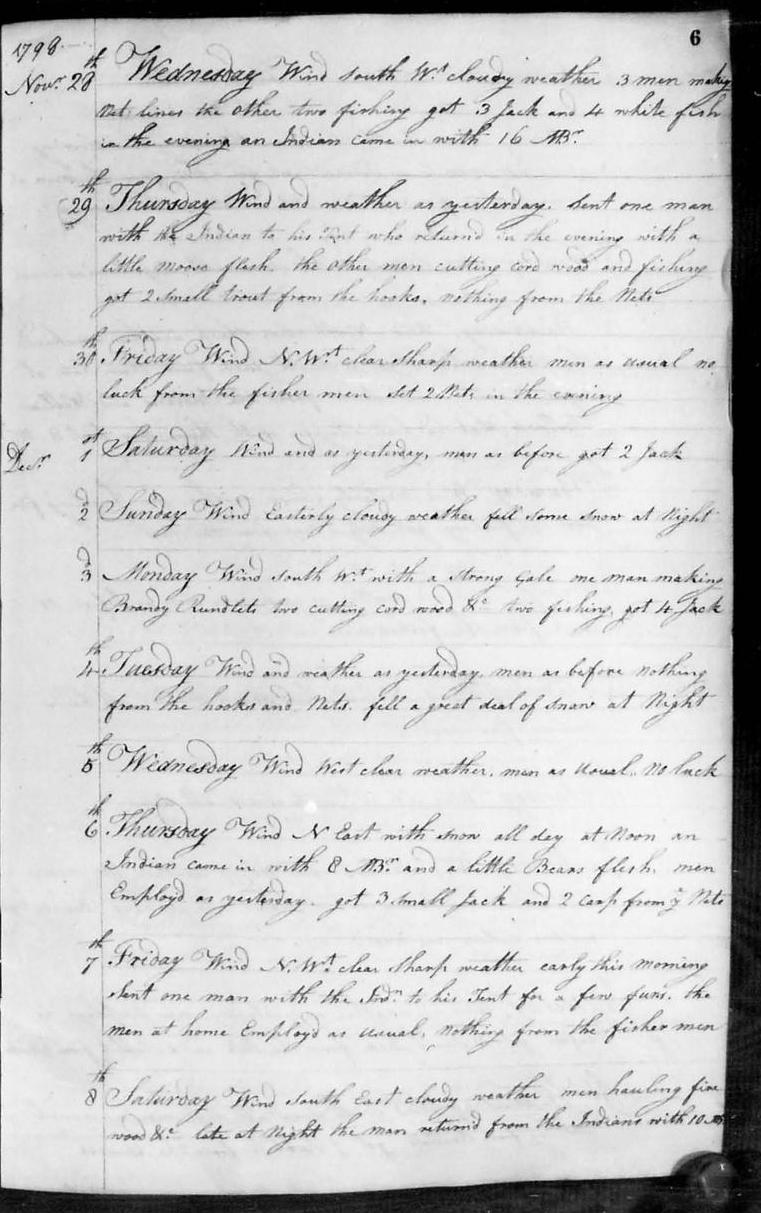 6
1798
Novr 28th Wednesday Wind South Wt cloudy weather 3 men making
Net lines the other two fishing got 3 Jack and 4 white fish
in the evening an Indian came in with 16 MBr
29th Thursday Wind and weather as yesterday. Sent one man
with the Indian to his Tent who returnd in the evening with a
little moose flesh. the other men cutting cord wood and fishing
got 2 small trout from the hooks, nothing from the Nets
30th Friday Wind N. Wt clear Sharp weather men as usual no
luck from the fisher men Set 2 Nets in the evening
Decr 1st Saturday Wind and as yesterday, men as before got 2 Jack
2d Sunday Wind Easterly cloudy weather fell some snow at Night
3d Monday Wind South Wt with a Strong Gale one man making
Brandy Rundlets two cutting cord wood &c two fishing, got 4 Jack
4th Tuesday Wind and weather as yesterday. men as before nothing
from the hooks and Nets. fell a great deal of snow at Night
5th Wednesday Wind West clear weather. men as usual. No luck
6th Thursday Wind N East with snow all day at Noon an
Indian came in with 8 MBr and a little Bears flesh. men
Employd as yesterday. got 3 small Jack and 2 carp from ye Nets
7th Friday Wind N. Wt clear Sharp weather early this morning
Sent one man with the Indn to his Tent for a few furs. the
men at home Employd as usual, nothing from the fisher men
8th Saturday Wind South East cloudy weather men hauling fire
wood &c late at Night the man returnd from the Indians with 10 MBr